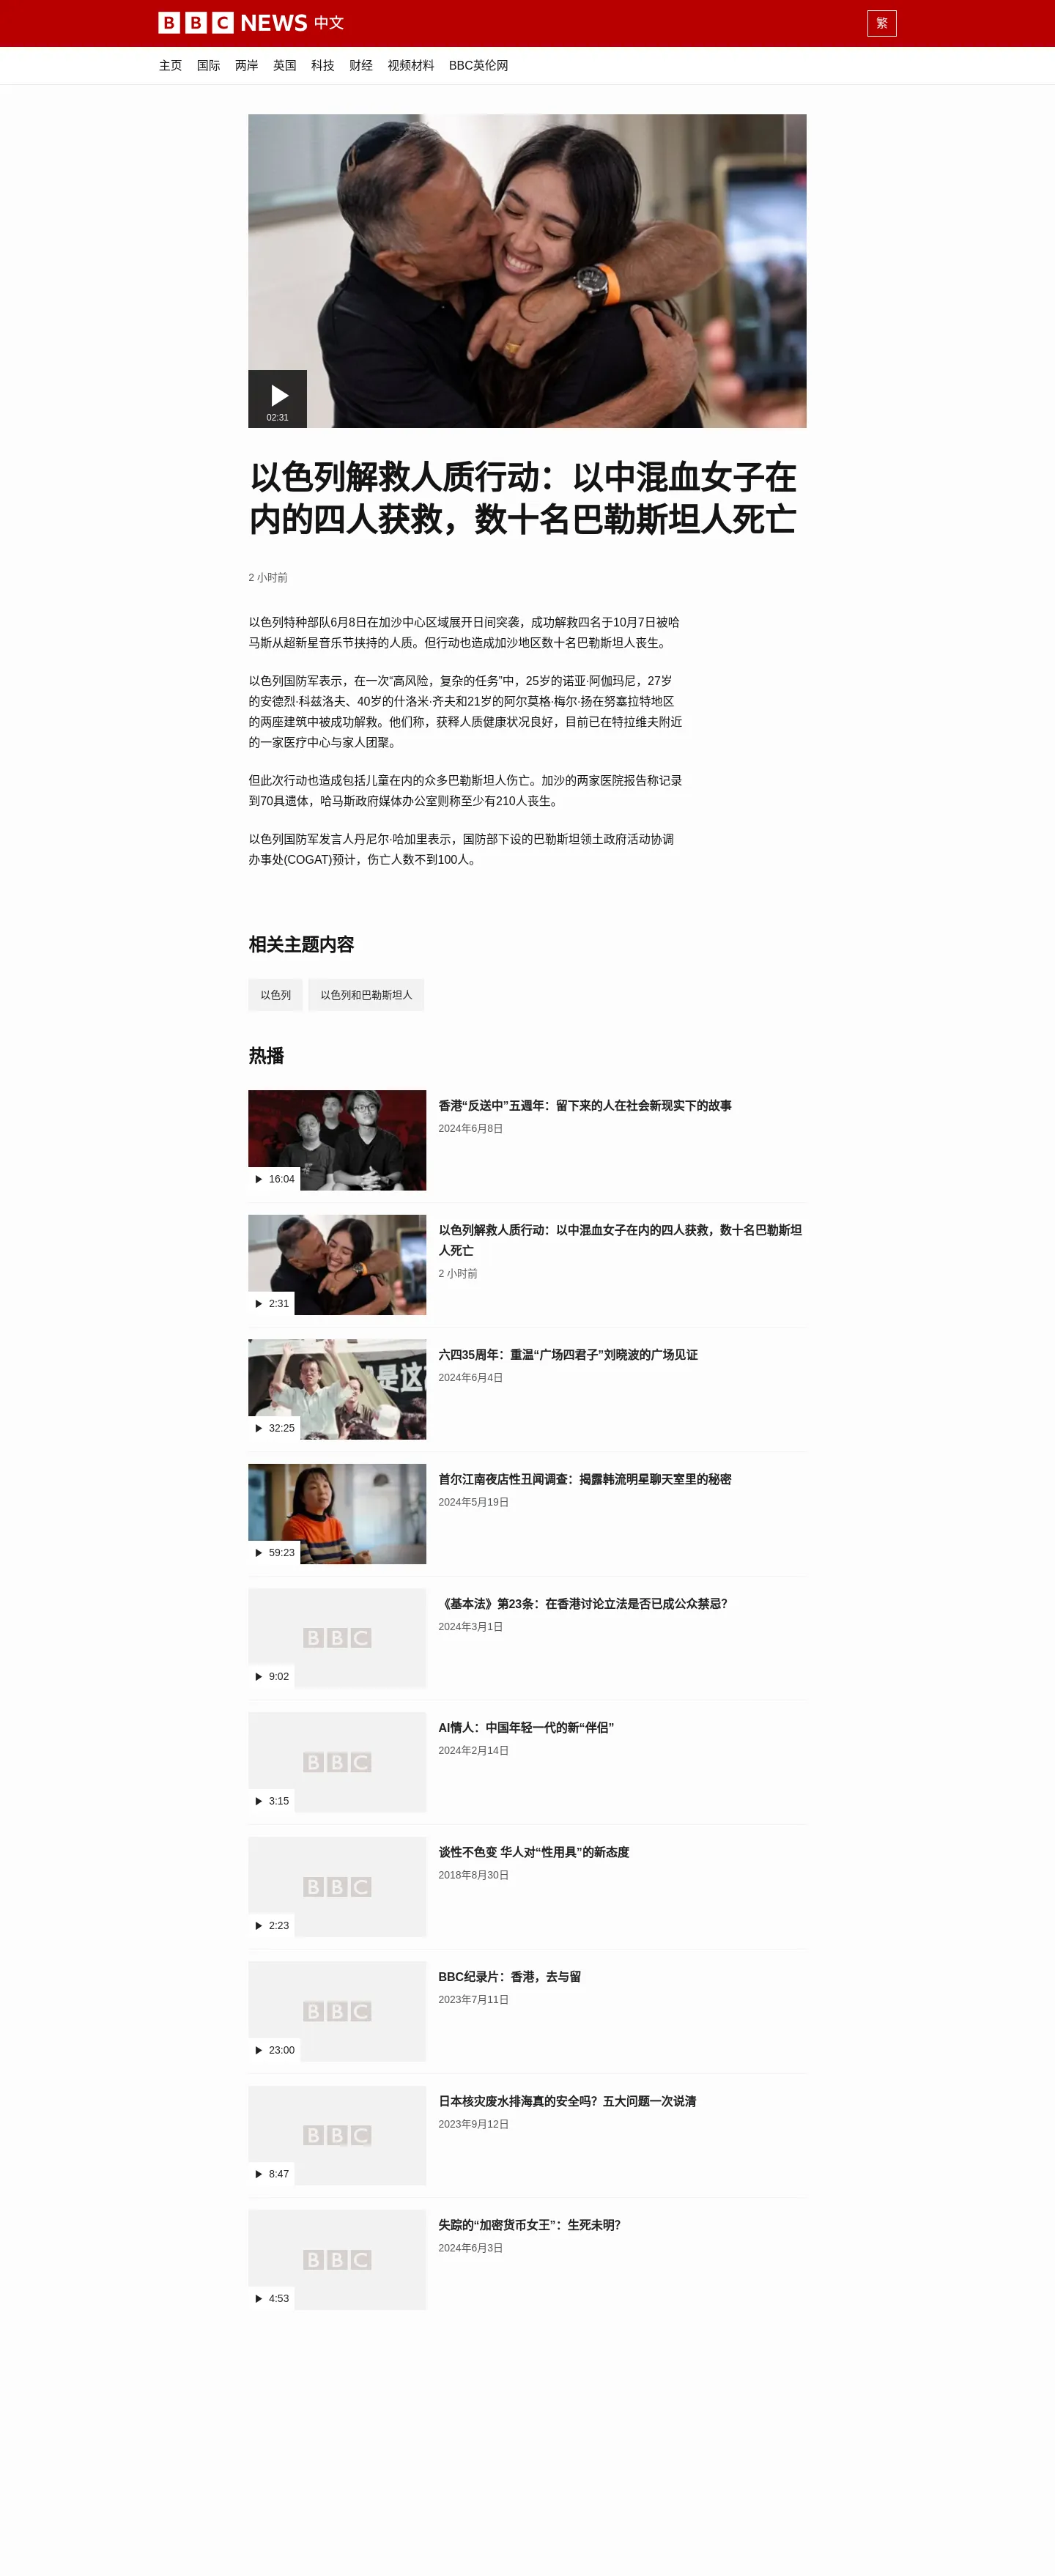 BBC NEWS 中文
繁
主页 国际 两岸 英国 科技 财经 视频材料 BBC英伦网
02:31
以色列解救人质行动：以中混血女子在
内的四人获救，数十名巴勒斯坦人死亡
2 小时前
以色列特种部队6月8日在加沙中心区域展开日间突袭，成功解救四名于10月7日被哈
马斯从超新星音乐节挟持的人质。但行动也造成加沙地区数十名巴勒斯坦人丧生。
以色列国防军表示，在一次“高风险，复杂的任务”中，25岁的诺亚·阿伽玛尼，27岁
的安德烈·科兹洛夫、40岁的什洛米·齐夫和21岁的阿尔莫格·梅尔·扬在努塞拉特地区
的两座建筑中被成功解救。他们称，获释人质健康状况良好，目前已在特拉维夫附近
的一家医疗中心与家人团聚。
但此次行动也造成包括儿童在内的众多巴勒斯坦人伤亡。加沙的两家医院报告称记录
到70具遗体，哈马斯政府媒体办公室则称至少有210人丧生。
以色列国防军发言人丹尼尔·哈加里表示，国防部下设的巴勒斯坦领土政府活动协调
办事处(COGAT)预计，伤亡人数不到100人。
相关主题内容
以色列 以色列和巴勒斯坦人
热播
香港“反送中”五週年：留下来的人在社会新现实下的故事
2024年6月8日
16:04
以色列解救人质行动：以中混血女子在内的四人获救，数十名巴勒斯坦
人死亡
2 小时前
2:31
六四35周年：重温“广场四君子”刘晓波的广场见证
2024年6月4日
是这
32:25
首尔江南夜店性丑闻调查：揭露韩流明星聊天室里的秘密
2024年5月19日
59:23
《基本法》第23条：在香港讨论立法是否已成公众禁忌？
2024年3月1日
BBC
9:02
AI情人：中国年轻一代的新“伴侣”
2024年2月14日
BBC
3:15
谈性不色变 华人对“性用具”的新态度
2018年8月30日
BBC
2:23
BBC纪录片：香港，去与留
2023年7月11日
BBC
23:00
日本核灾废水排海真的安全吗？五大问题一次说清
2023年9月12日
BBC
8:47
失踪的“加密货币女王”：生死未明？
2024年6月3日
BBC
4:53